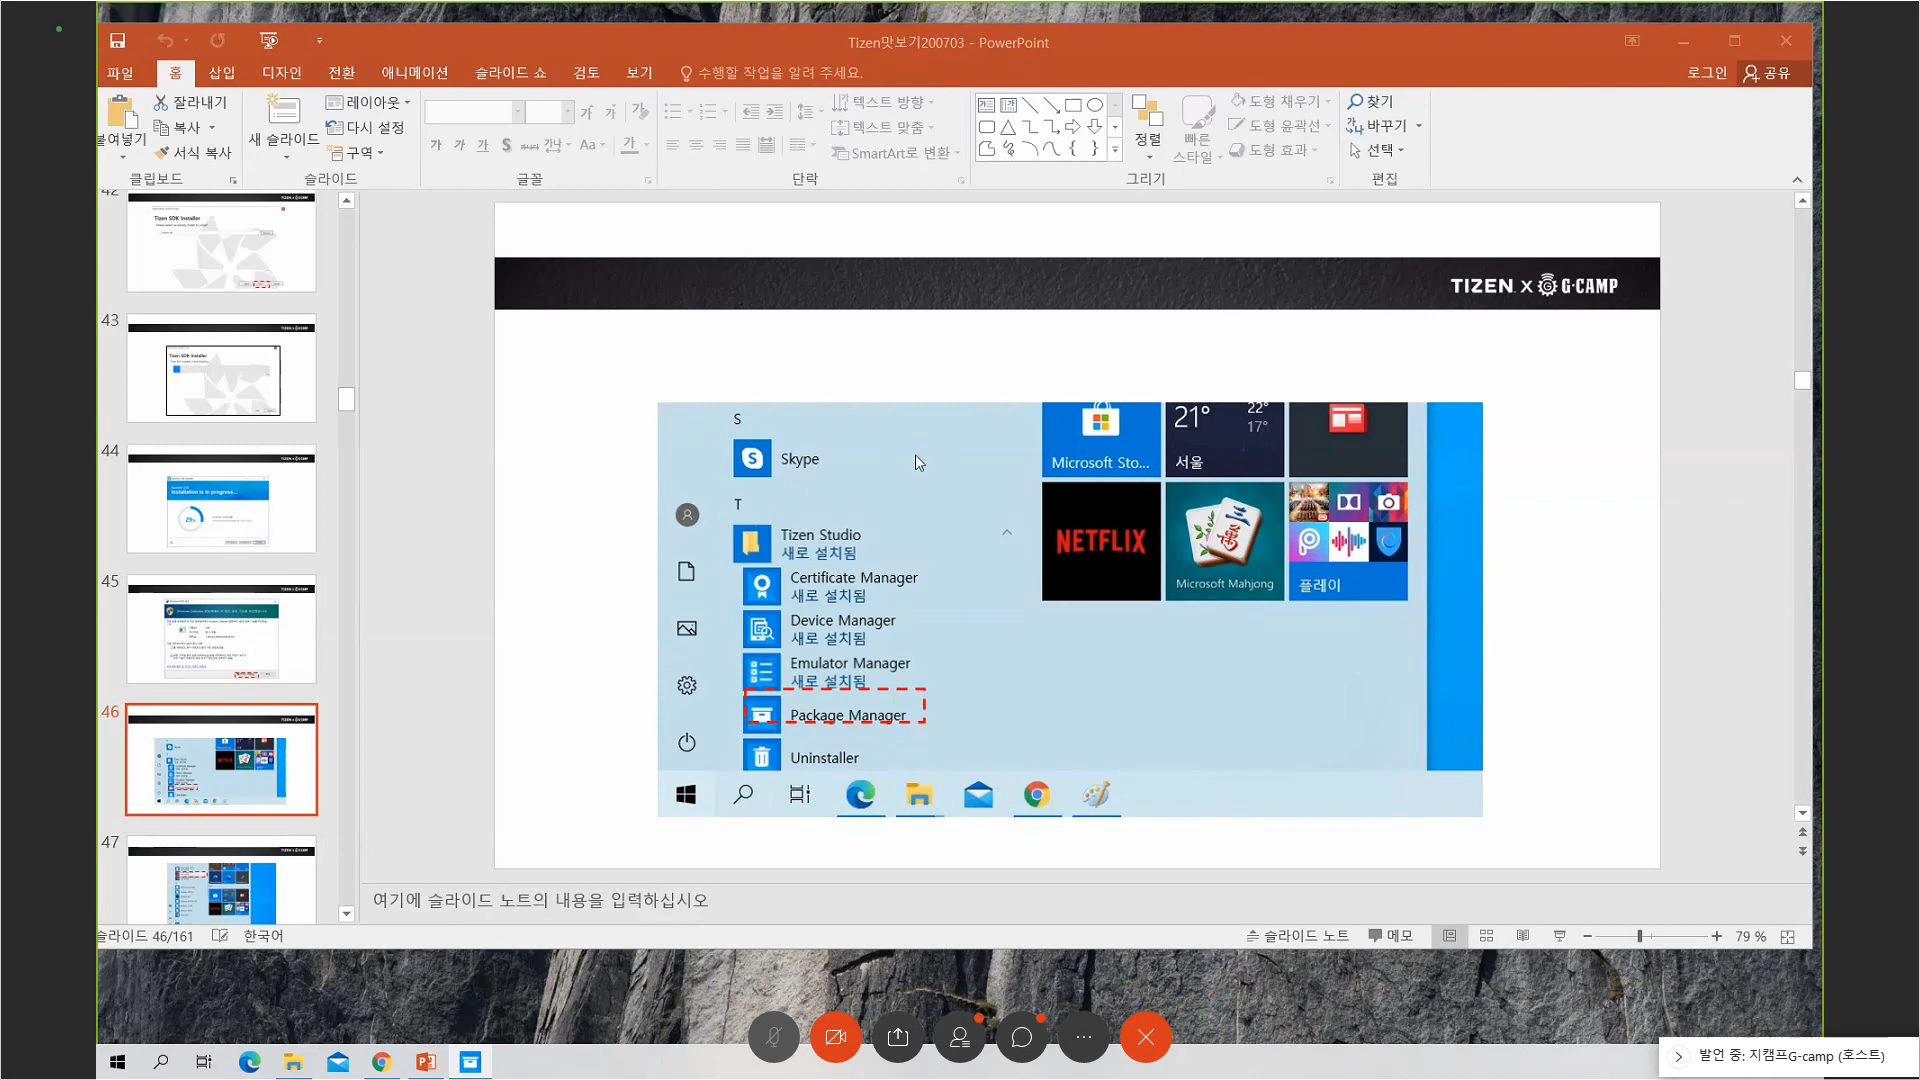 Tizen맛보기200703 - PowerPoint
파일 홈 삽입 디자인 전환 애니메이션 슬라이드 쇼 검토 보기 수행할 작업을 알려 주세요. 로그인 공유
붙여넣기
잘라내기
복사
서식 복사
클립보드
새 슬라이드
레이아웃
다시 설정
구역
슬라이드
글꼴
텍스트 방향
텍스트 맞춤
SmartArt로 변환
단락
정렬
빠른
스타일
도형 채우기
도형 윤곽선
도형 효과
그리기
찾기
바꾸기
선택
편집
42
Tizen SDK Installer
43
Tizen SDK Installer
44
Installation is in progress...
29%
45
46
47
TIZEN X G·CAMP
S
Skype
T
Tizen Studio
새로 설치됨
Certificate Manager
새로 설치됨
Device Manager
새로 설치됨
Emulator Manager
새로 설치됨
Package Manager
Uninstaller
Microsoft Sto...
21° 22°
17°
서울
NETFLIX
Microsoft Mahjong
플레이
여기에 슬라이드 노트의 내용을 입력하십시오
슬라이드 46/161 한국어 슬라이드 노트 메모 79 %
발언 중: 지캠프G-camp (호스트)